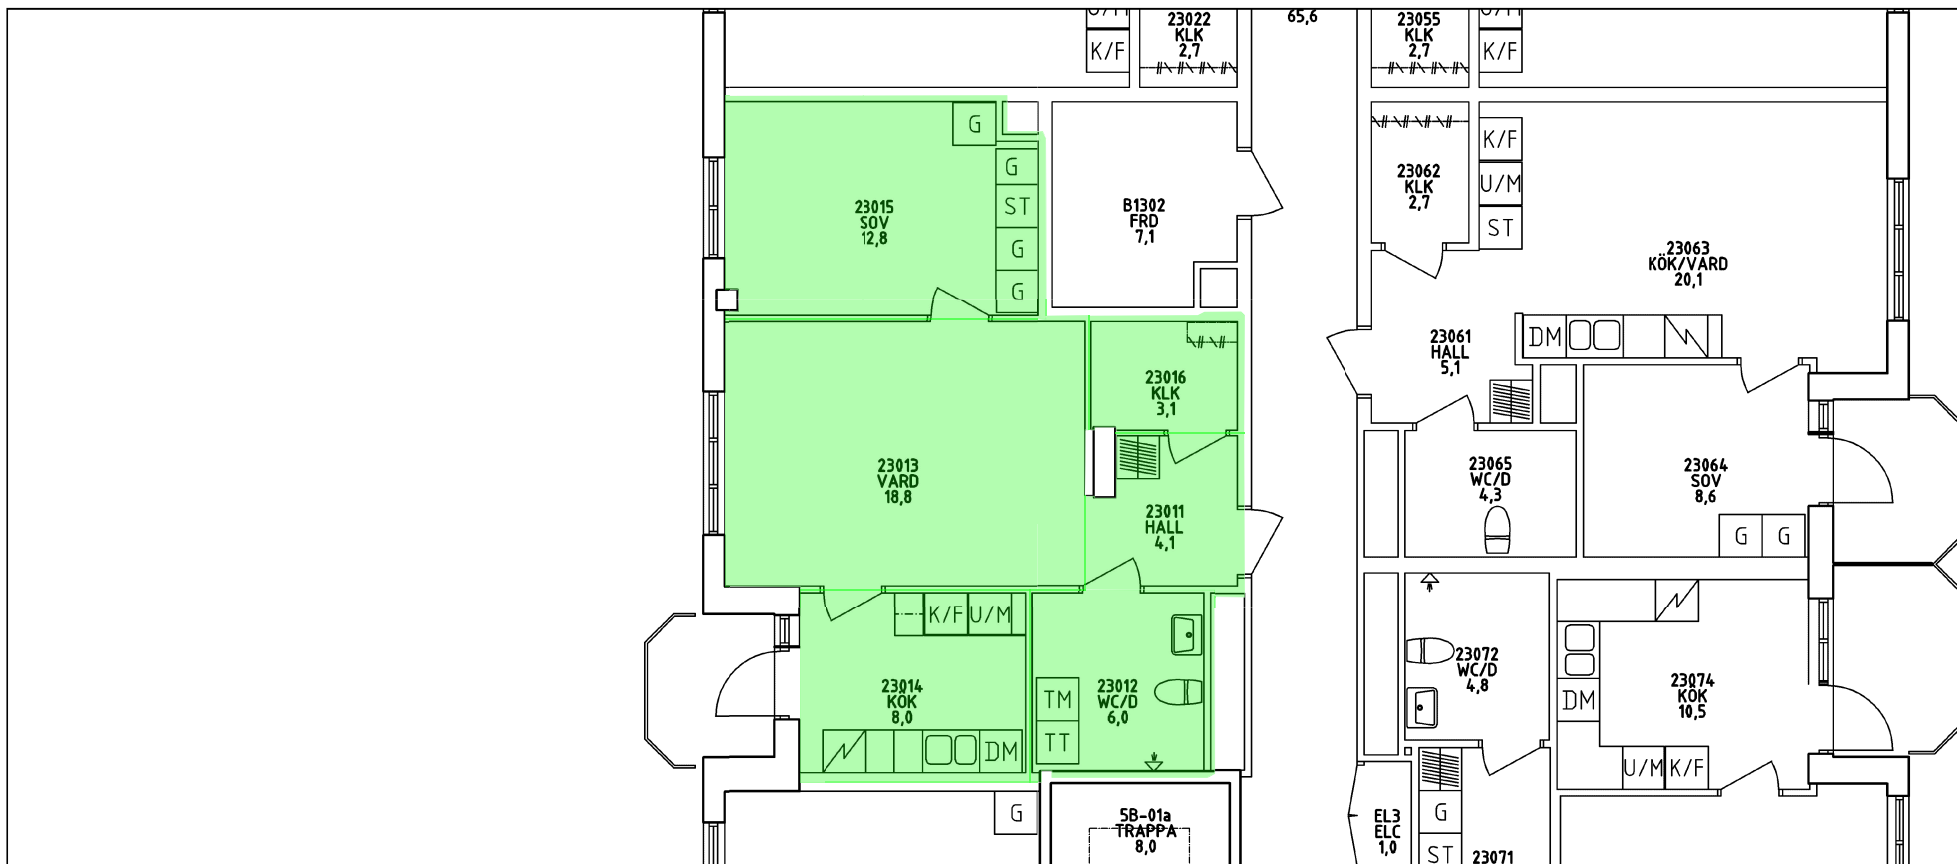 U/M
K/F
23022
KLK
2,7
65,6
23055
KLK
2,7
U/M
K/F
G
G
ST
G
G
23015
SOV
12,8
B1302
FRD
7,1
23062
KLK
2,7
K/F
U/M
ST
23063
KÖK/VARD
20,1
23061
HALL
5,1
DM
23016
KLK
3,1
23013
VARD
18,8
23011
HALL
4,1
23065
WC/D
4,3
23064
SOV
8,6
G
G
K/F
U/M
23014
KÖK
8,0
DM
TM
TT
23012
WC/D
6,0
23072
WC/D
4,8
DM
23074
KÖK
10,5
U/M
K/F
G
5B-01a
TRAPPA
8,0
EL3
ELC
1,0
G
ST
23071